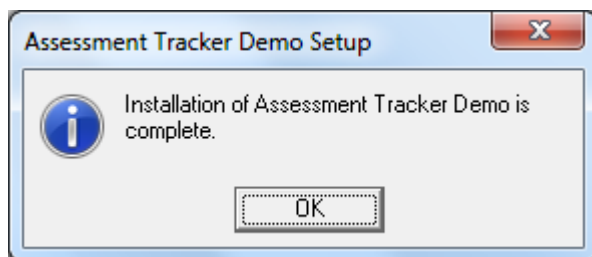 Assessment Tracker Demo Setup
Installation of Assessment Tracker Demo is
complete.
OK